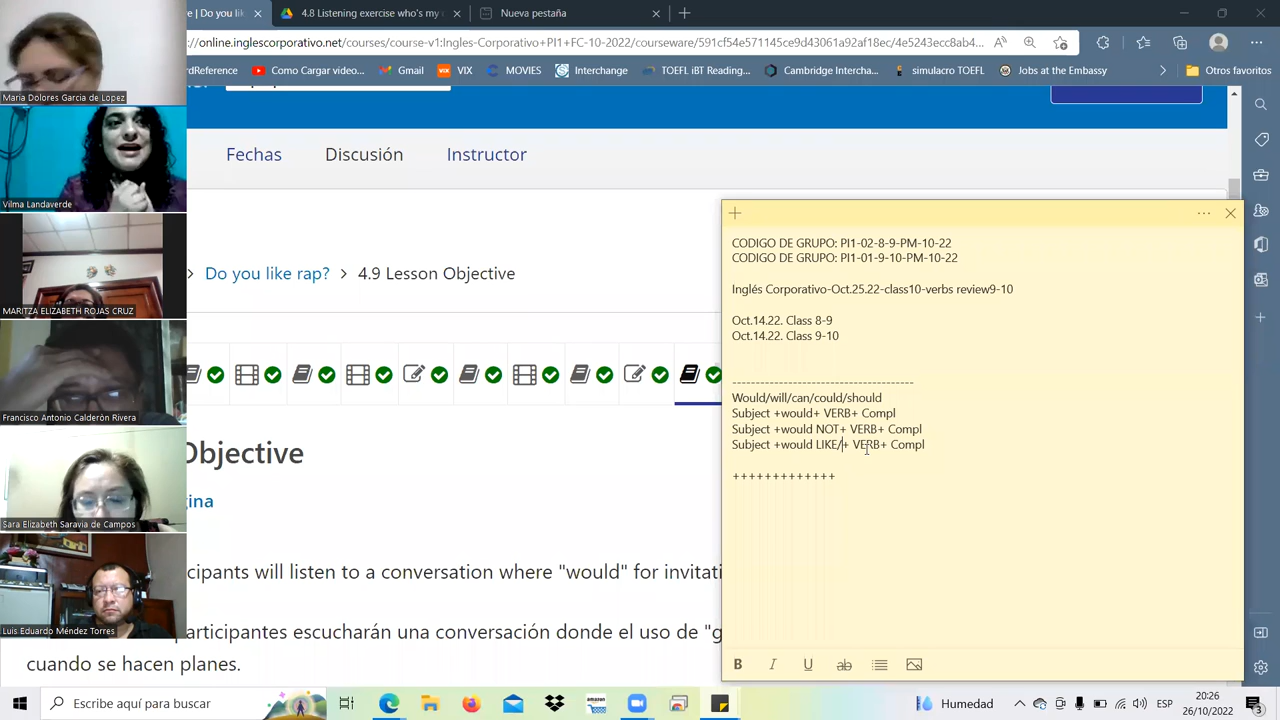 | Do you like
4.8 Listening exercise who's my
Nueva pestaña
//online.inglescorporativo.net/courses/course-v1:Ingles-Corporativo+PI1+FC-10-2022/courseware/591cf54e571145ce9d43061a92af18ec/4e5243ecc8ab4...
rdReference
Como Cargar video...
Gmail
VIX
MOVIES
Interchange
TOEFL iBT Reading...
Cambridge Intercha...
simulacro TOEFL
Jobs at the Embassy
Otros favoritos
Maria Dolores Garcia de Lopez
Fechas
Discusión
Instructor
Vilma Landaverde
CODIGO DE GRUPO: PI1-02-8-9-PM-10-22
CODIGO DE GRUPO: PI1-01-9-10-PM-10-22
Inglés Corporativo-Oct.25.22-class10-verbs review9-10
Oct.14.22. Class 8-9
Oct.14.22. Class 9-10
---------------------------------------
Would/will/can/could/should
Subject +would+ VERB+ Compl
Subject +would NOT+ VERB+ Compl
Subject +would LIKE/+ VERB+ Compl
+++++++++++++
Do you like rap?
4.9 Lesson Objective
MARITZA ELIZABETH ROJAS CRUZ
Francisco Antonio Calderón Rivera
Objective
gina
Sara Elizabeth Saravia de Campos
cipants will listen to a conversation where "would" for invitat
participantes escucharán una conversación donde el uso de "g
cuando se hacen planes.
Luis Eduardo Méndez Torres
B
I
U
ab
Escribe aquí para buscar
amazon
Humedad
ESP
20:26
26/10/2022
3